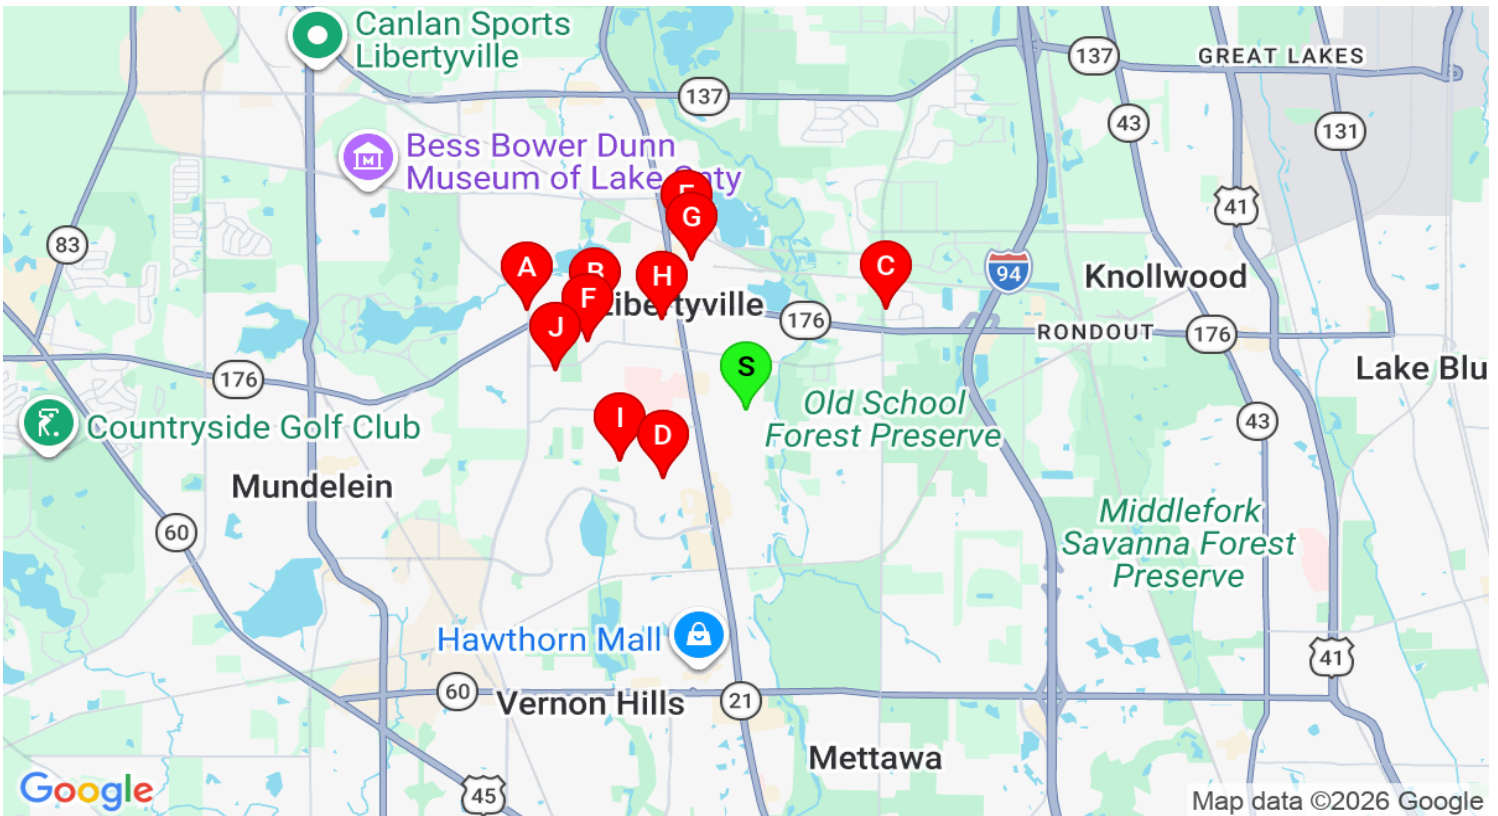 Canlan Sports
Libertyville
137
137
GREAT LAKES
43
131
Bess Bower Dunn
Museum of Lake Cnty
M
E
G
41
83
A
B
F
H
C
94
Knollwood
Libertyville
J
176
RONDOUT
176
S
Lake Blu
176
Old School
Forest Preserve
43
I
D
Countryside Golf Club
Mundelein
60
Middlefork
Savanna Forest
Preserve
Hawthorn Mall
41
60
Vernon Hills
21
Mettawa
Google
45
Map data ©2026 Google